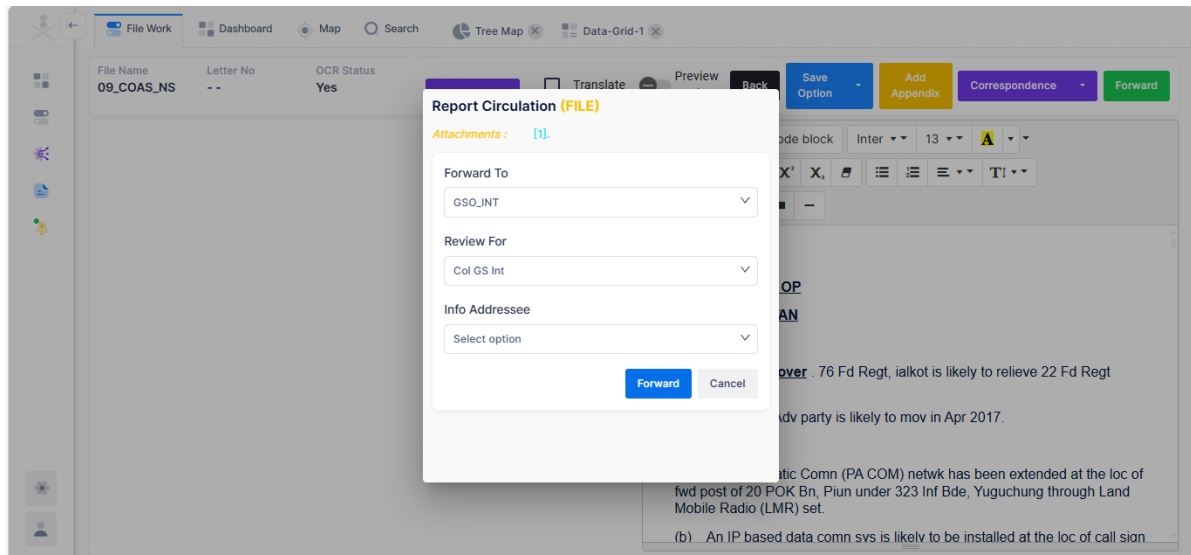 File Work
Dashboard
Map
Search
Tree Map
Data-Grid-1
File Name
Letter No
OCR Status
09_COAS_NS
- -
Yes
Translate
Preview
Back
Save Option
Add Appendix
Correspondence
Forward
Report Circulation (FILE)
Attachments : [1].
Forward To
GSO_INT
Review For
Col GS Int
Info Addressee
Select option
Forward
Cancel
block
Inter
13
A
OP
over . 76 Fd Regt, ialkot is likely to relieve 22 Fd Regt
Adv party is likely to mov in Apr 2017.
Comn (PA COM) netwk has been extended at the loc of
fwd post of 20 POK Bn, Piun under 323 Inf Bde, Yuguchung through Land
Mobile Radio (LMR) set.
(b) An IP based data comn sys is likely to be installed at the loc of call sign